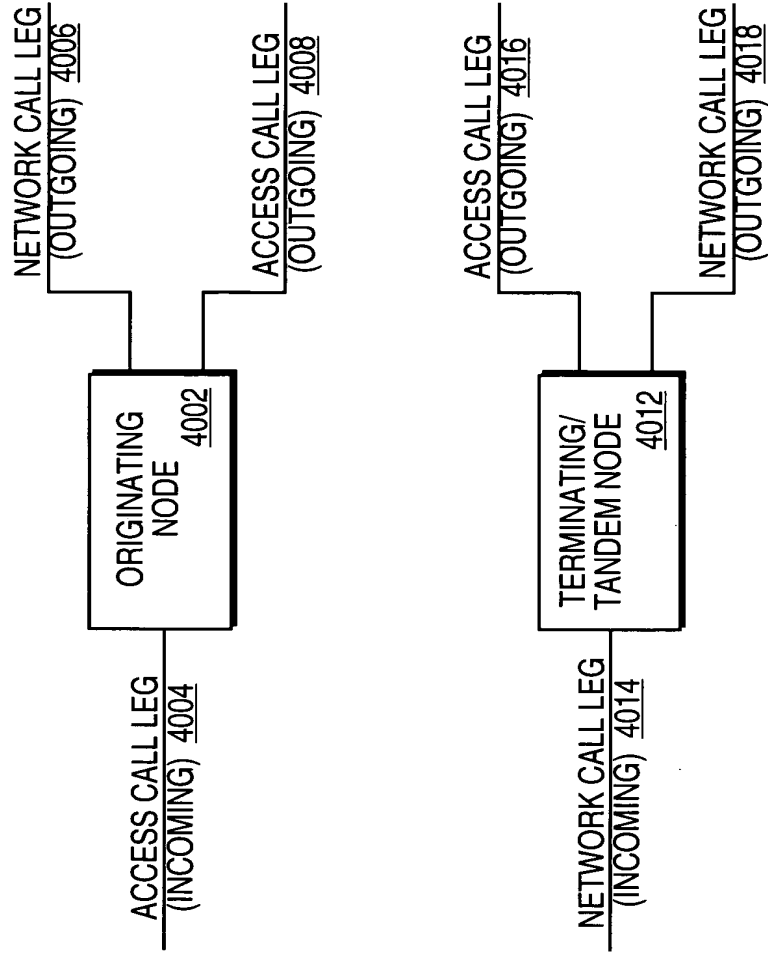 ACCESS CALL LEG
(INCOMING) 4004
ORIGINATING
NODE
4002
NETWORK CALL LEG
(OUTGOING) 4006
ACCESS CALL LEG
(OUTGOING) 4008
NETWORK CALL LEG
(INCOMING) 4014
TERMINATING/
TANDEM NODE
4012
ACCESS CALL LEG
(OUTGOING) 4016
NETWORK CALL LEG
(OUTGOING) 4018